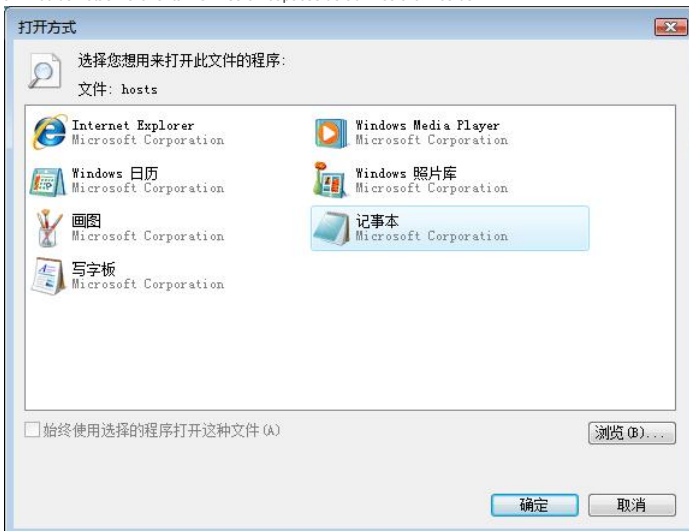 打开方式
选择您想用来打开此文件的程序:
文件: hosts
Internet Explorer
Microsoft Corporation
Windows Media Player
Microsoft Corporation
Windows 日历
Microsoft Corporation
Windows 照片库
Microsoft Corporation
画图
Microsoft Corporation
记事本
Microsoft Corporation
写字板
Microsoft Corporation
始终使用选择的程序打开这种文件(A)
浏览(B)...
确定
取消